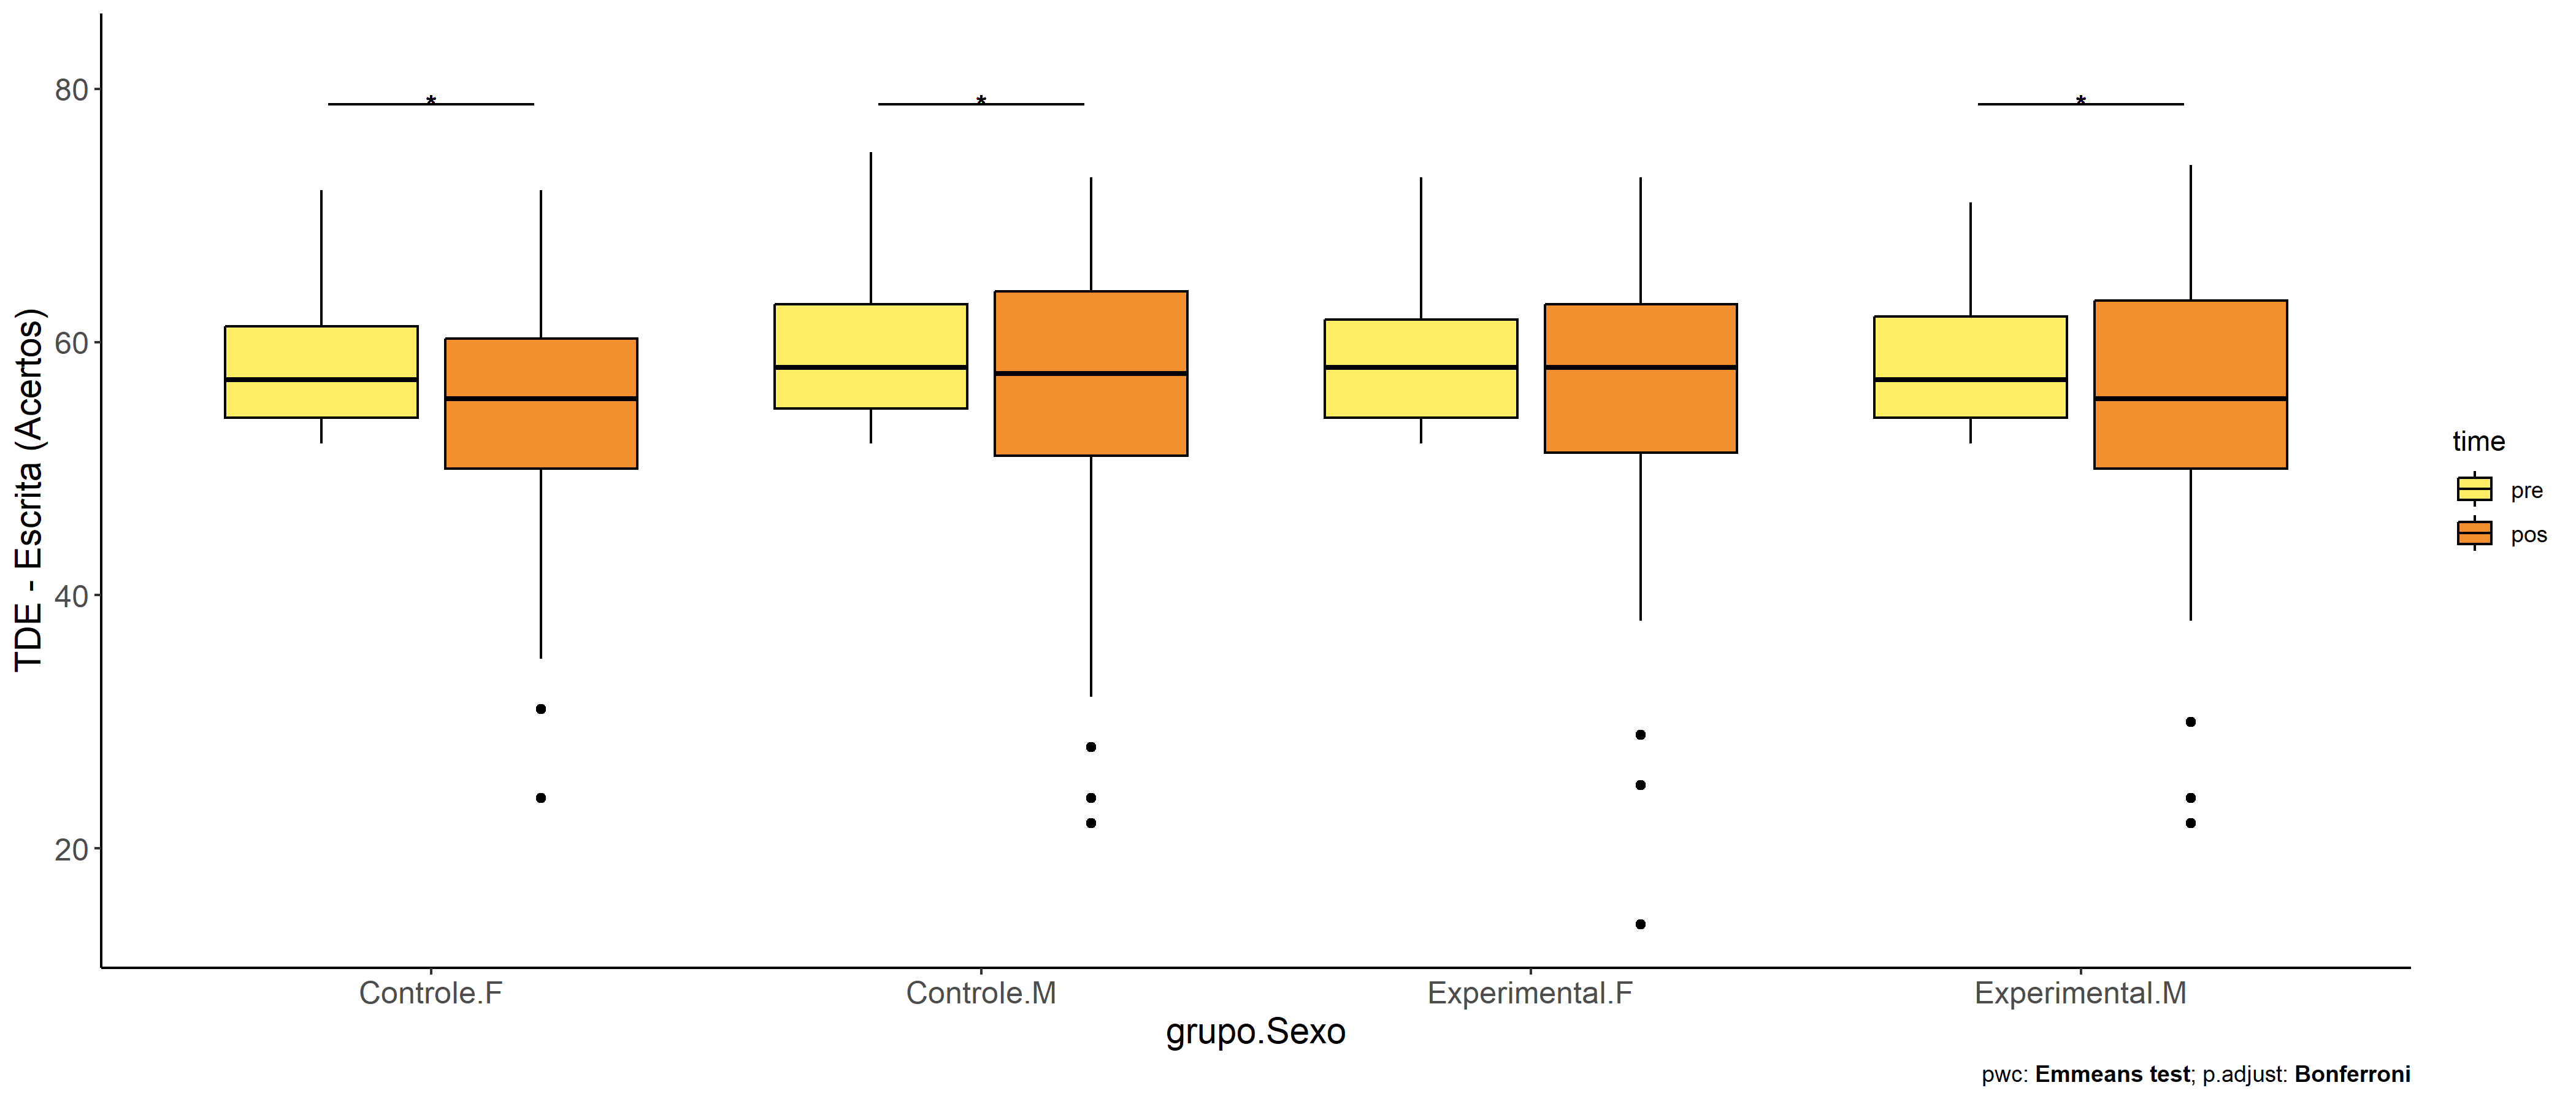 TDE - Escrita (Acertos)
80
60
40
20
*
*
*
Controle.F
Controle.M
Experimental.F
Experimental.M
grupo.Sexo
time
pre
pos
pwc: Emmeans test; p.adjust: Bonferroni